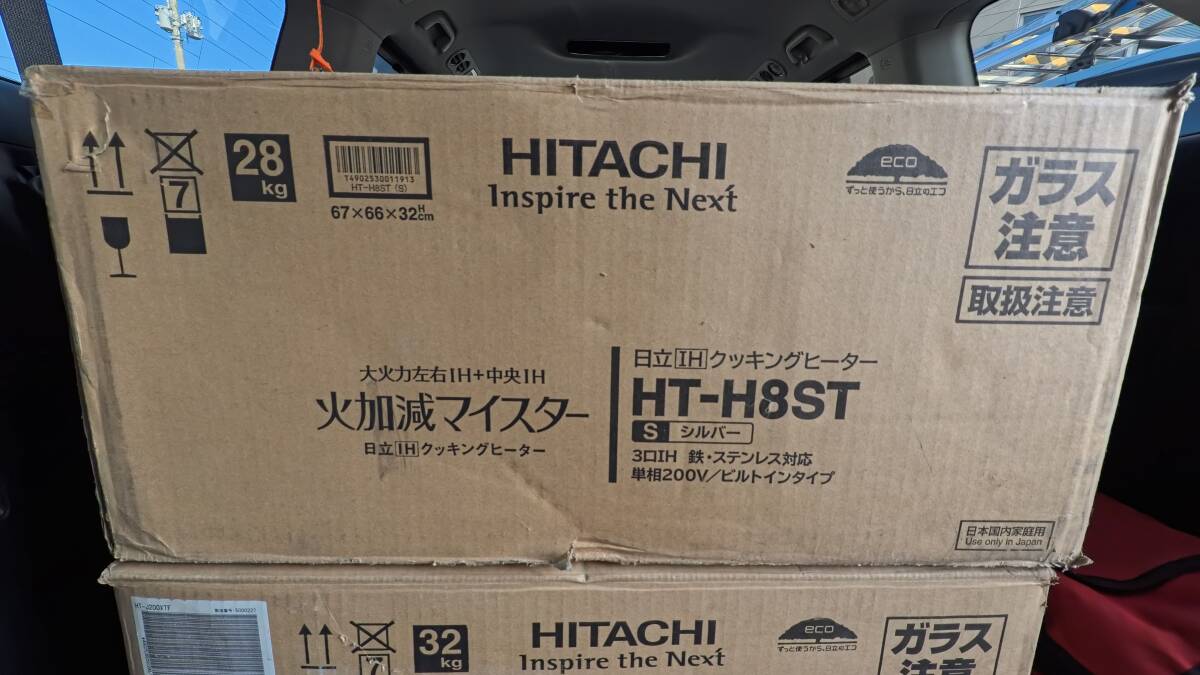 7
28
kg
T4902530011913
HT-H8ST (S)
67×66×32Hcm
HITACHI
Inspire the Next
eco
ずっと使うから、日立のエコ
ガラス
注意
取扱注意
大火力左右IH+中央IH
火加減マイスター
日立IHクッキングヒーター
日立IHクッキングヒーター
HT-H8ST
S シルバー
3口IH 鉄・ステンレス対応
単相200V/ビルトインタイプ
日本国内家庭用
Use only in Japan
HT-J200XTF
7
32
kg
HITACHI
Inspire the Next
eco
ずっと使うから、日立のエコ
ガラス
注意